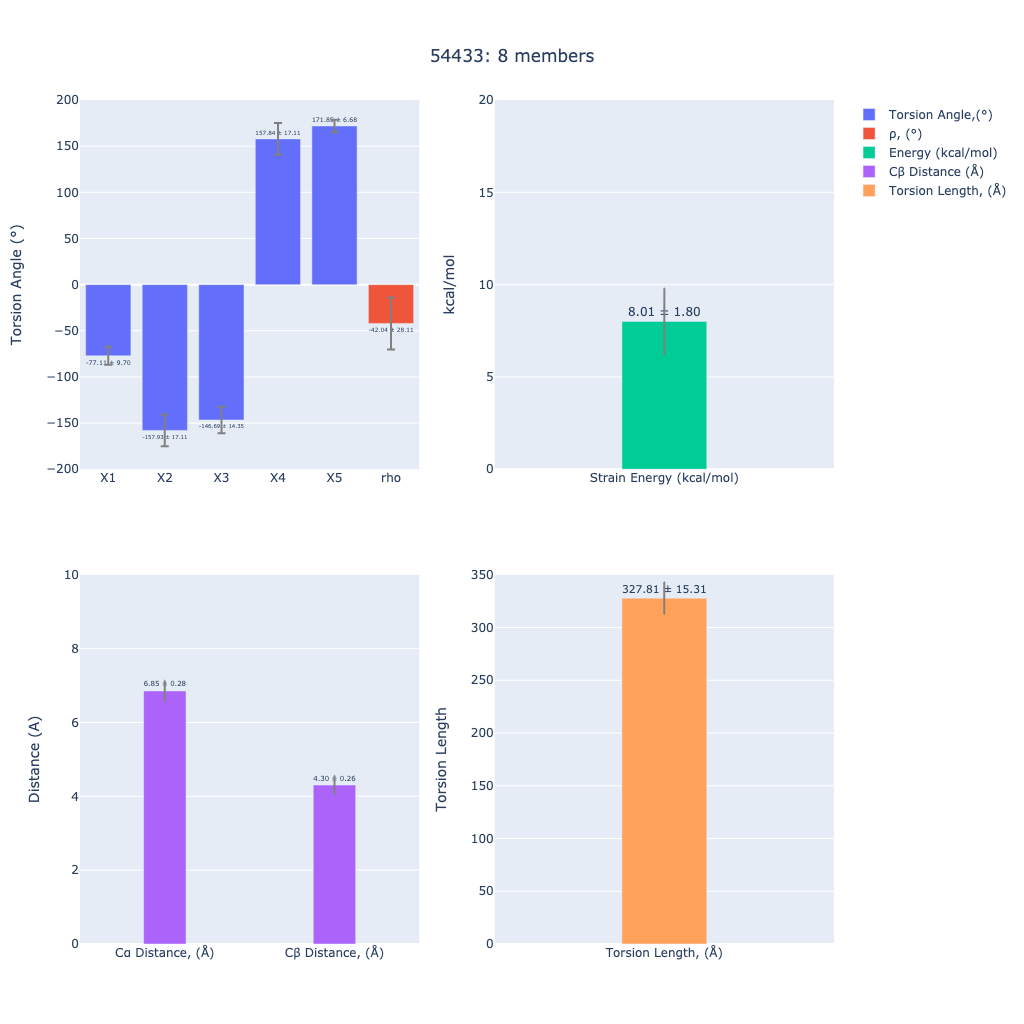 54433: 8 members
Torsion Angle (°)
200
150
100
50
0
−50
−100
−150
−200
-77.11 ± 9.70
-157.93 ± 17.11
-146.69 ± 14.35
157.84 ± 17.11
171.85 ± 6.68
-42.04 ± 28.11
X1 X2 X3 X4 X5 rho
kcal/mol
20
15
10
5
0
8.01 ± 1.80
Strain Energy (kcal/mol)
Torsion Angle,(°)
ρ, (°)
Energy (kcal/mol)
Cβ Distance (Å)
Torsion Length, (Å)
Distance (A)
10
8
6
4
2
0
6.85 ± 0.28
4.30 ± 0.26
Cα Distance, (Å) Cβ Distance, (Å)
Torsion Length
350
300
250
200
150
100
50
0
327.81 ± 15.31
Torsion Length, (Å)